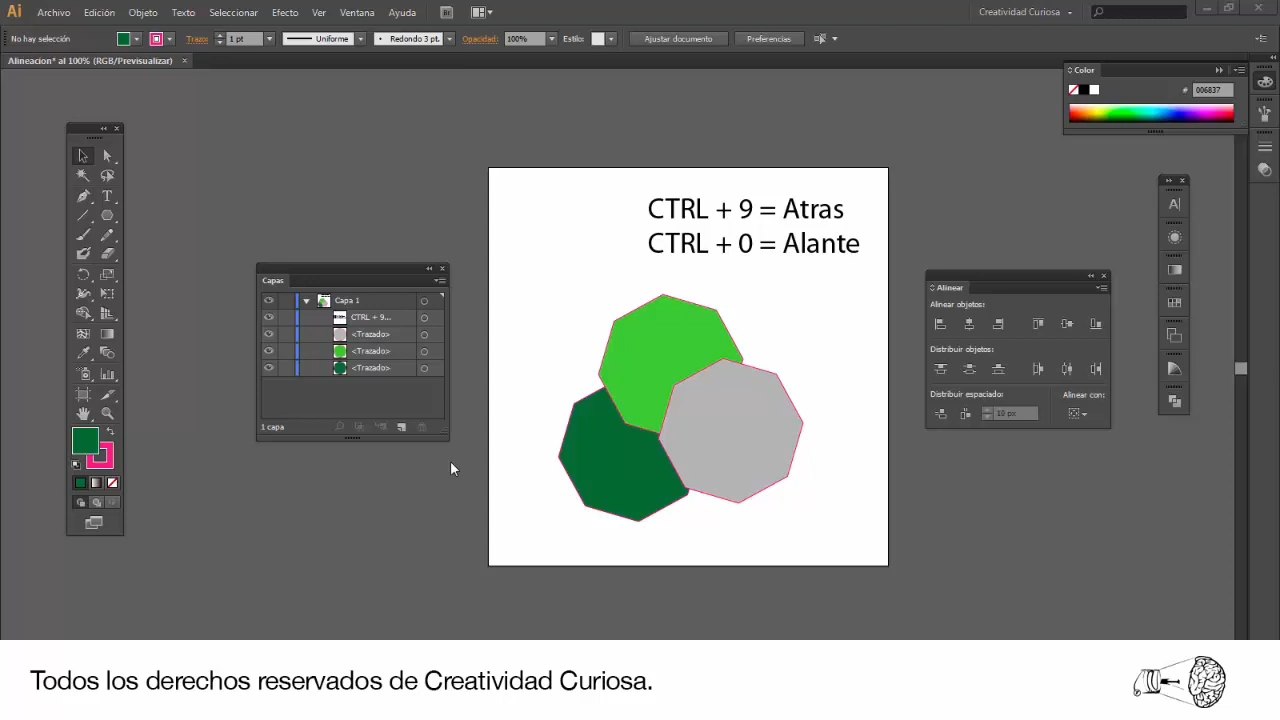 Ai Archivo Edición Objeto Texto Seleccionar Efecto Ver Ventana Ayuda Br Creatividad Curiosa
No hay selección Trazo: 1 pt Uniforme Redondo 3 pt. Opacidad: 100% Estilo: Ajustar documento Preferencias
Alineacion* al 100% (RGB/Previsualizar)
Color
# 006837
CTRL + 9 = Atras
CTRL + 0 = Alante
Capas
Capa 1
CTRL + 9...
<Trazado>
<Trazado>
<Trazado>
1 capa
Alinear
Alinear objetos:
Distribuir objetos:
Distribuir espaciado: Alinear con:
10 px
Todos los derechos reservados de Creatividad Curiosa.